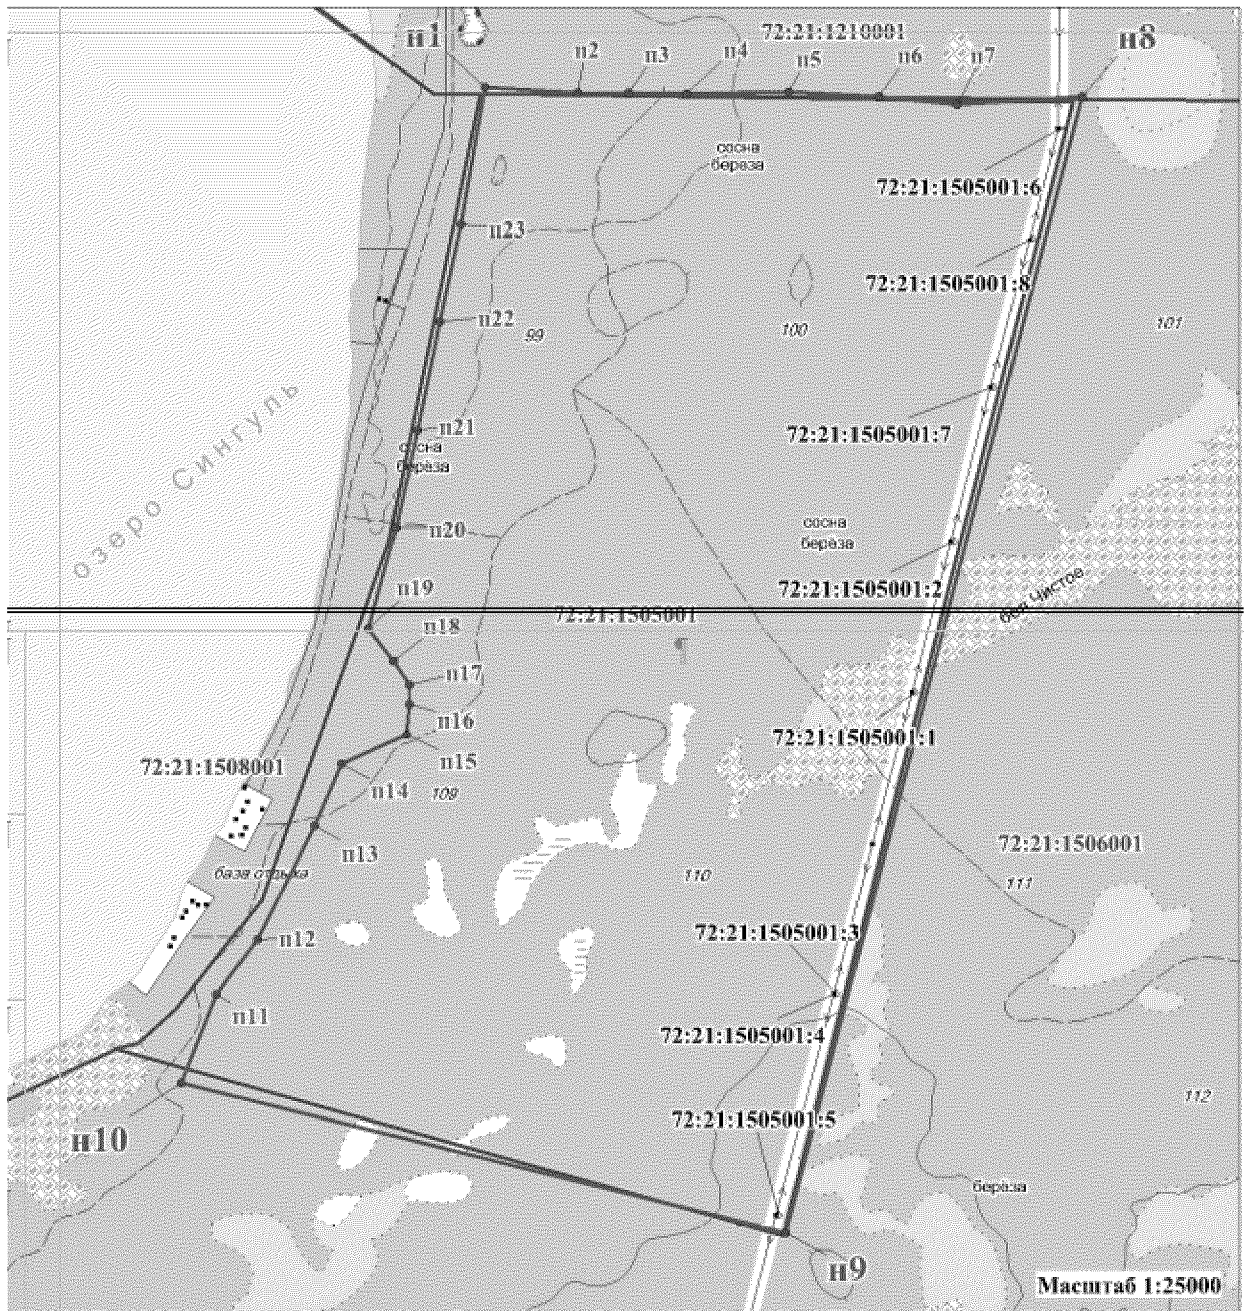 н1
72:21:1210001
н8
п2
п3
п4
п5
п6
п7
сосна
береза
72:21:1505001:6
п23
72:21:1505001:8
п22
99
100
101
озеро Сингуль
п21
сосна
береза
72:21:1505001:7
п20
сосна
береза
72:21:1505001:2
бол Чистое
п19
72:21:1505001
п18
п17
п16
п15
72:21:1505001:1
72:21:1508001
п14
109
п13
72:21:1506001
база отдыха
110
111
п12
72:21:1505001:3
п11
72:21:1505001:4
112
72:21:1505001:5
н10
береза
н9
Масштаб 1:25000